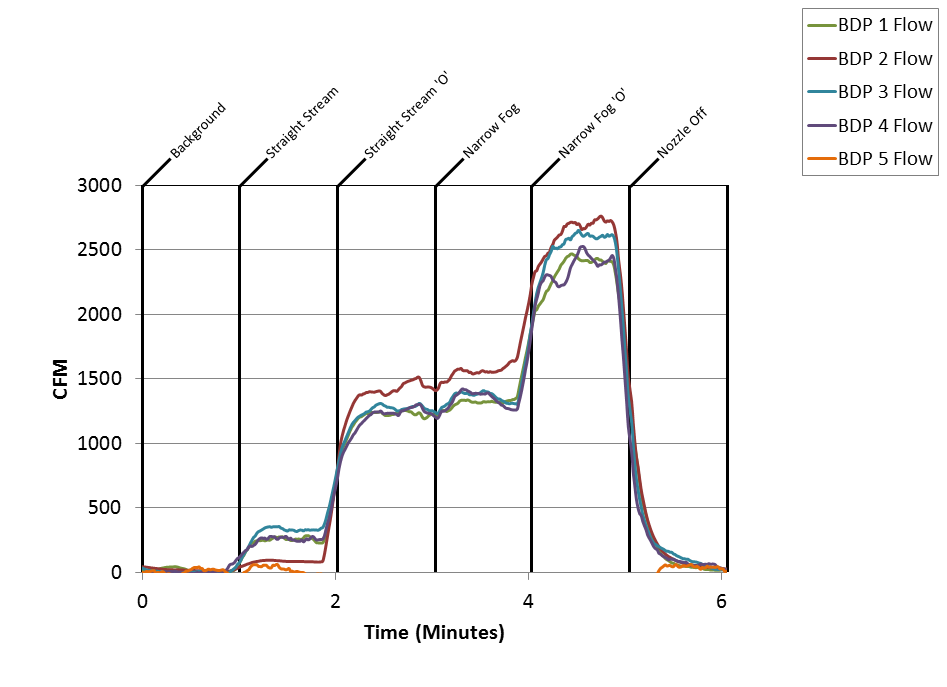 BDP 1 Flow
BDP 2 Flow
BDP 3 Flow
BDP 4 Flow
BDP 5 Flow
Background
Straight Stream
Straight Stream 'O'
Narrow Fog
Narrow Fog 'O'
Nozzle Off
3000
2500
2000
1500
1000
500
0
CFM
0 2 4 6
Time (Minutes)